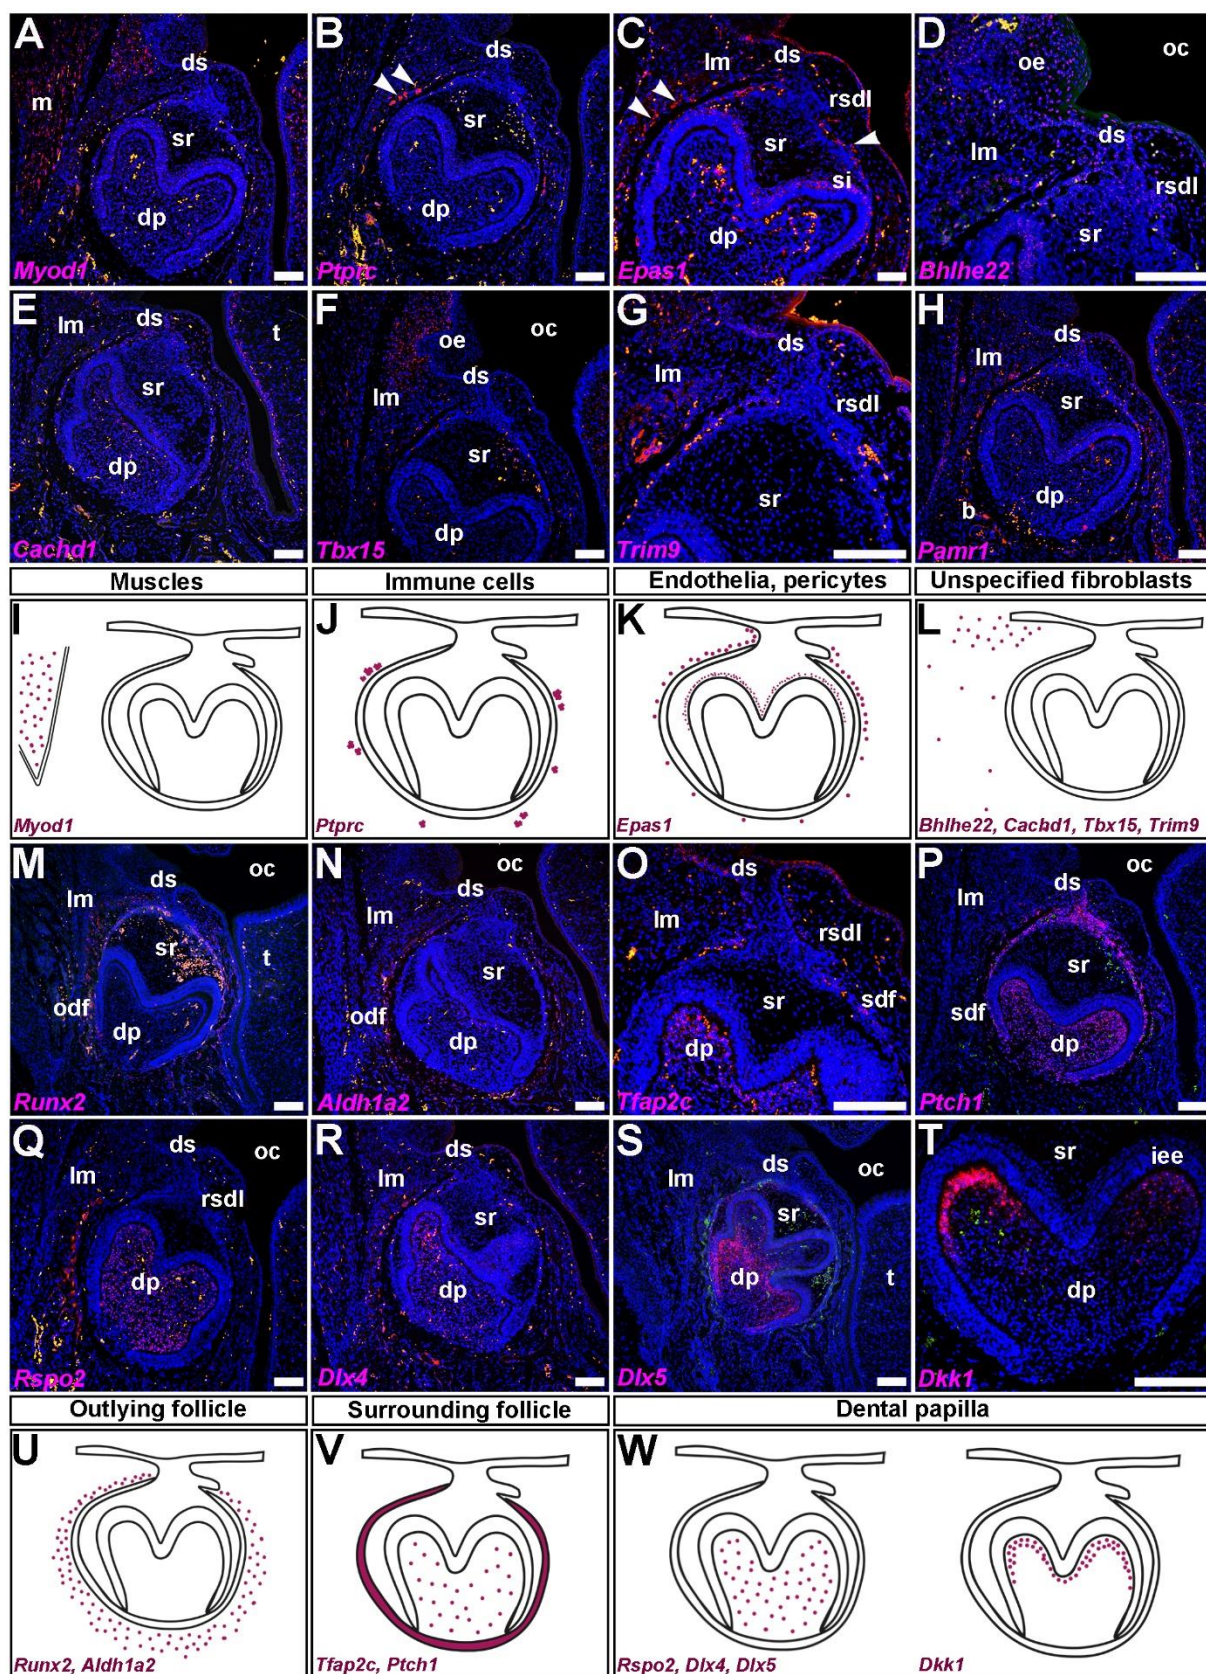 A
ds
m
sr
dp
Myod1
B
ds
sr
dp
Ptprc
C
lm
ds
rsdl
sr
si
dp
Epas1
D
oc
oe
ds
lm
rsdl
sr
Bhlhe22
E
lm
ds
t
sr
dp
Cachd1
F
oc
oe
ds
lm
sr
dp
Tbx15
G
ds
lm
rsdl
sr
Trim9
H
ds
lm
sr
dp
b
Pamr1
Muscles
Immune cells
Endothelia, pericytes
Unspecified fibroblasts
I
Myod1
J
Ptprc
K
Epas1
L
Bhlhe22, Cachd1, Tbx15, Trim9
M
ds
oc
lm
sr
t
odf
dp
Runx2
N
ds
oc
lm
sr
odf
dp
Aldh1a2
O
ds
lm
rsdl
sr
sdf
dp
Tfap2c
P
oc
ds
lm
sr
sdf
dp
Ptch1
Q
ds
oc
lm
rsdl
dp
Rspo2
R
ds
lm
sr
dp
Dlx4
S
ds
oc
lm
sr
dp
t
Dlx5
T
sr
iee
dp
Dkk1
Outlying follicle
Surrounding follicle
Dental papilla
U
Runx2, Aldh1a2
V
Tfap2c, Ptch1
W
Rspo2, Dlx4, Dlx5
Dkk1